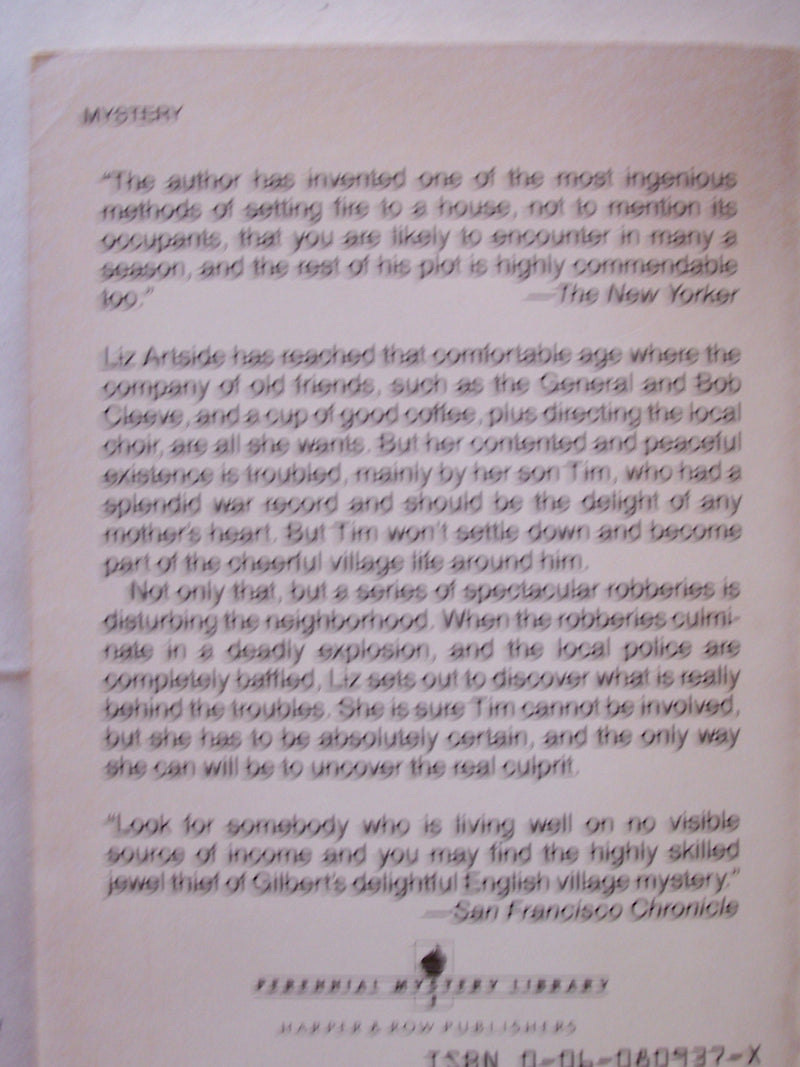 MYSTERY
"The author has invented one of the most ingenious
methods of setting fire to a house, not to mention its
occupants, that you are likely to encounter in many a
season, and the rest of his plot is highly commendable
too."
—The New Yorker
Liz Artside has reached that comfortable age where the
company of old friends, such as the General and Bob
Cleeve, and a cup of good coffee, plus directing the local
choir, are all she wants. But her contented and peaceful
existence is troubled, mainly by her son Tim, who had a
splendid war record and should be the delight of any
mother's heart. But Tim won't settle down and become
part of the cheerful village life around him.
Not only that, but a series of spectacular robberies is
disturbing the neighborhood. When the robberies culmi-
nate in a deadly explosion, and the local police are
completely baffled, Liz sets out to discover what is really
behind the troubles. She is sure Tim cannot be involved,
but she has to be absolutely certain, and the only way
she can will be to uncover the real culprit.
"Look for somebody who is living well on no visible
source of income and you may find the highly skilled
jewel thief of Gilbert's delightful English village mystery."
—San Francisco Chronicle
PERENNIAL MYSTERY LIBRARY
HARPER & ROW PUBLISHERS
ISBN 0-06-080937-X